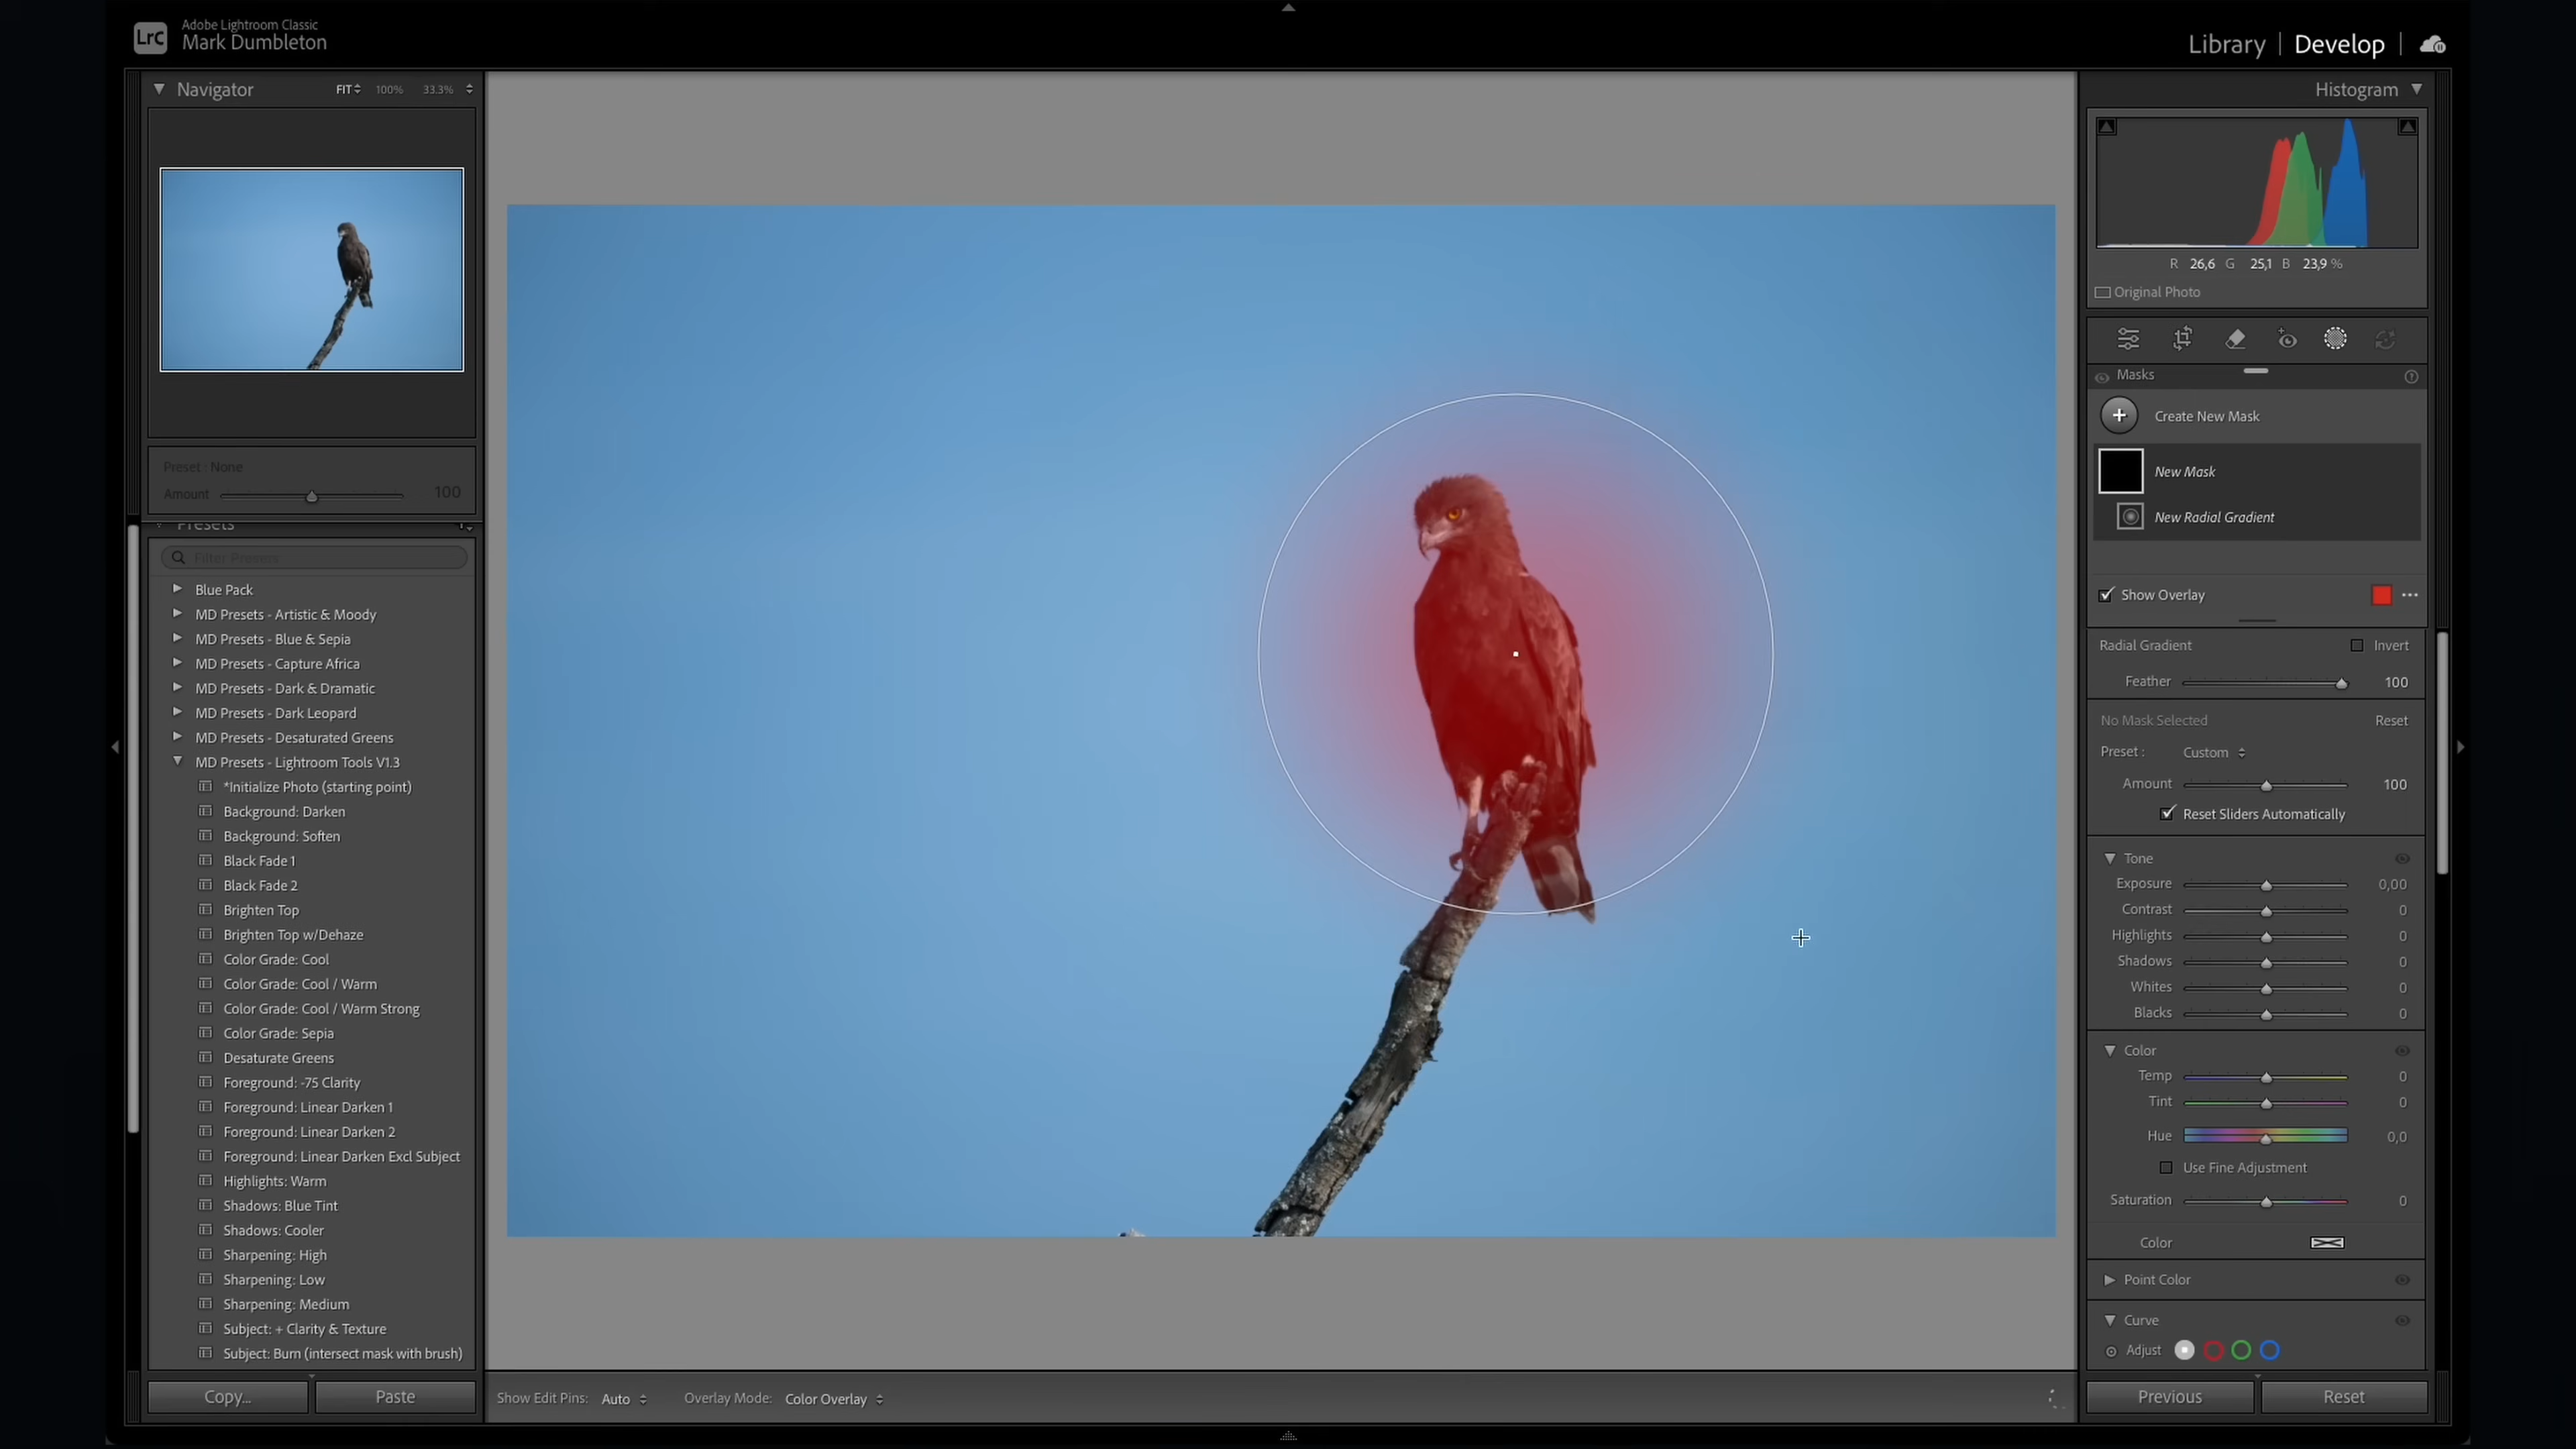 Adobe Lightroom Classic
LrC
Mark Dumbleton
Library | Develop |
Navigator FIT 100% 33.3%
Preset : None
Amount 100
Presets
Filter Presets
Blue Pack
MD Presets - Artistic & Moody
MD Presets - Blue & Sepia
MD Presets - Capture Africa
MD Presets - Dark & Dramatic
MD Presets - Dark Leopard
MD Presets - Desaturated Greens
MD Presets - Lightroom Tools V1.3
*Initialize Photo (starting point)
Background: Darken
Background: Soften
Black Fade 1
Black Fade 2
Brighten Top
Brighten Top w/Dehaze
Color Grade: Cool
Color Grade: Cool / Warm
Color Grade: Cool / Warm Strong
Color Grade: Sepia
Desaturate Greens
Foreground: -75 Clarity
Foreground: Linear Darken 1
Foreground: Linear Darken 2
Foreground: Linear Darken Excl Subject
Highlights: Warm
Shadows: Blue Tint
Shadows: Cooler
Sharpening: High
Sharpening: Low
Sharpening: Medium
Subject: + Clarity & Texture
Subject: Burn (intersect mask with brush)
Copy... Paste
Show Edit Pins: Auto Overlay Mode: Color Overlay
Histogram
R 26,6 G 25,1 B 23,9 %
Original Photo
Masks
Create New Mask
New Mask
New Radial Gradient
Show Overlay
Radial Gradient Invert
Feather 100
No Mask Selected Reset
Preset : Custom
Amount 100
Reset Sliders Automatically
Tone
Exposure 0,00
Contrast 0
Highlights 0
Shadows 0
Whites 0
Blacks 0
Color
Temp 0
Tint 0
Hue 0,0
Use Fine Adjustment
Saturation 0
Color
Point Color
Curve
Adjust
Previous Reset